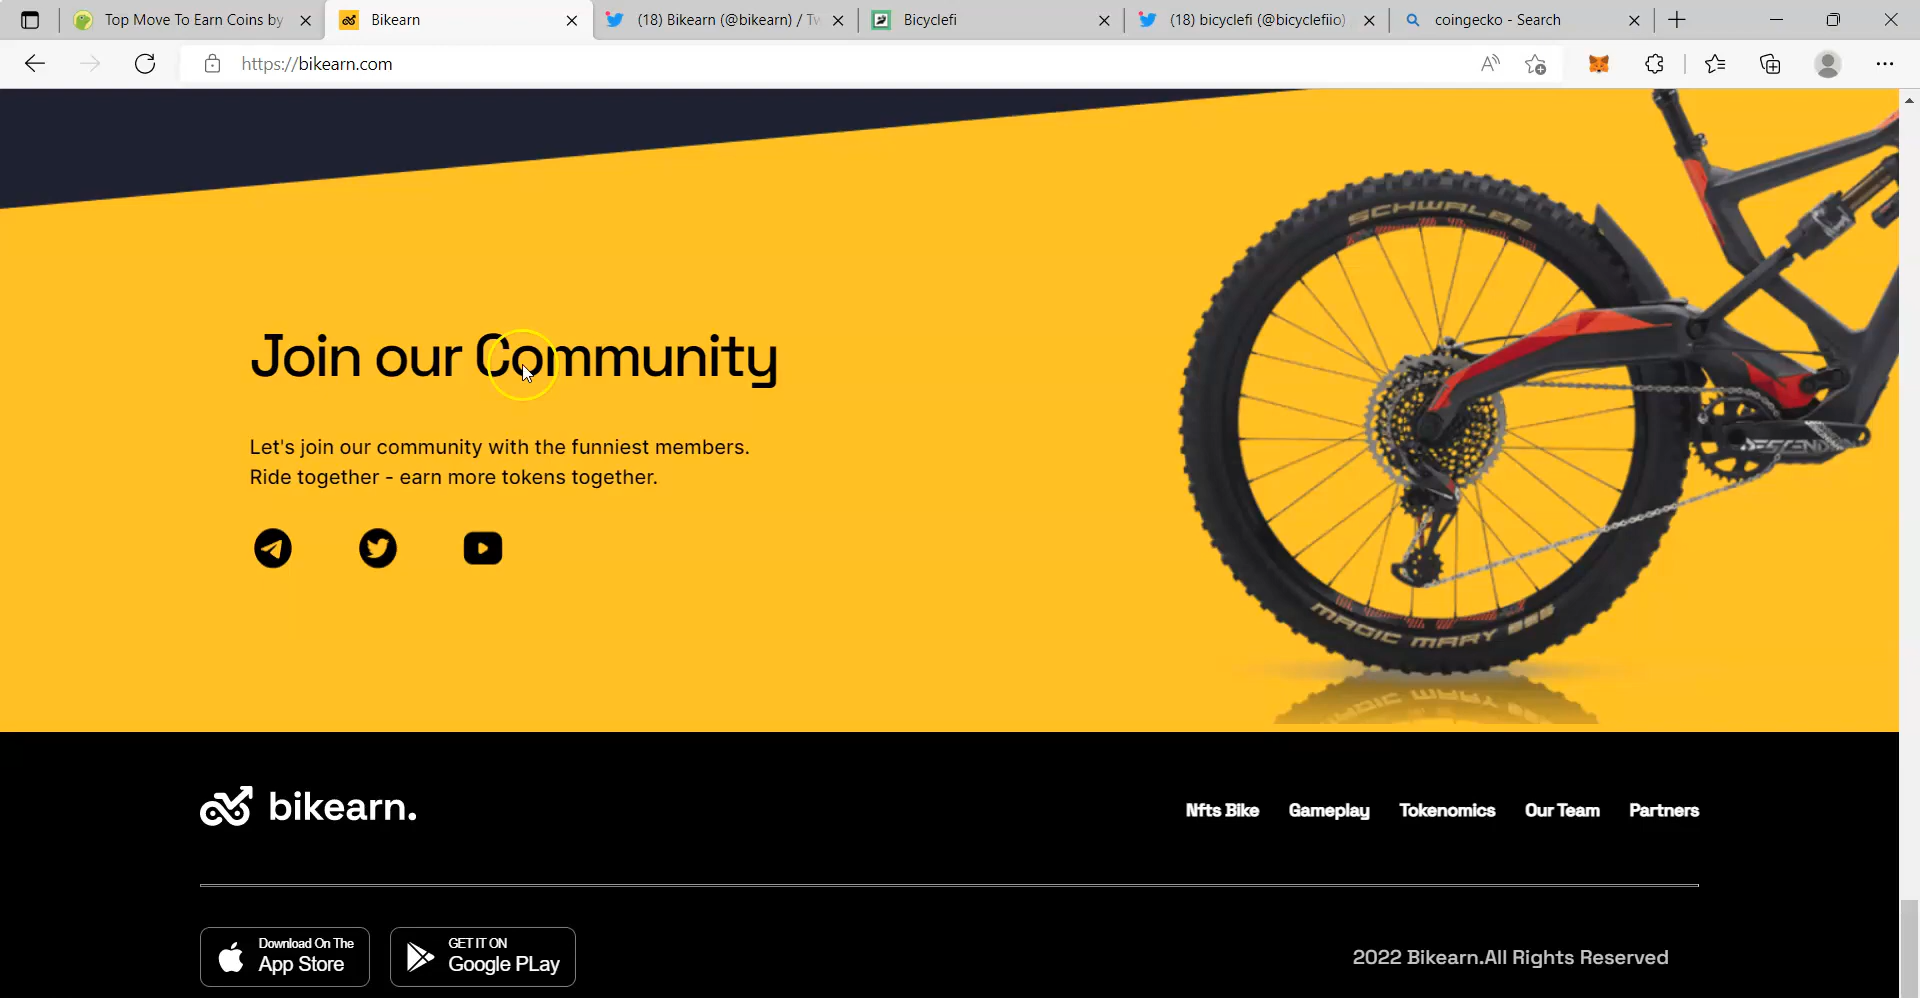 Top Move To Earn Coins by
Bikearn
(18) Bikearn (@bikearn) / Tw
Bicyclefi
(18) bicyclefi (@bicyclefiio)
coingecko - Search
https://bikearn.com
SCHWALBE
Join our Community
Let's join our community with the funniest members.
Ride together - earn more tokens together.
DESCENDANT
MAGIC MARY
bikearn.
Nfts Bike
Gameplay
Tokenomics
Our Team
Partners
Download On The
App Store
GET IT ON
Google PLay
2022 Bikearn.All Rights Reserved